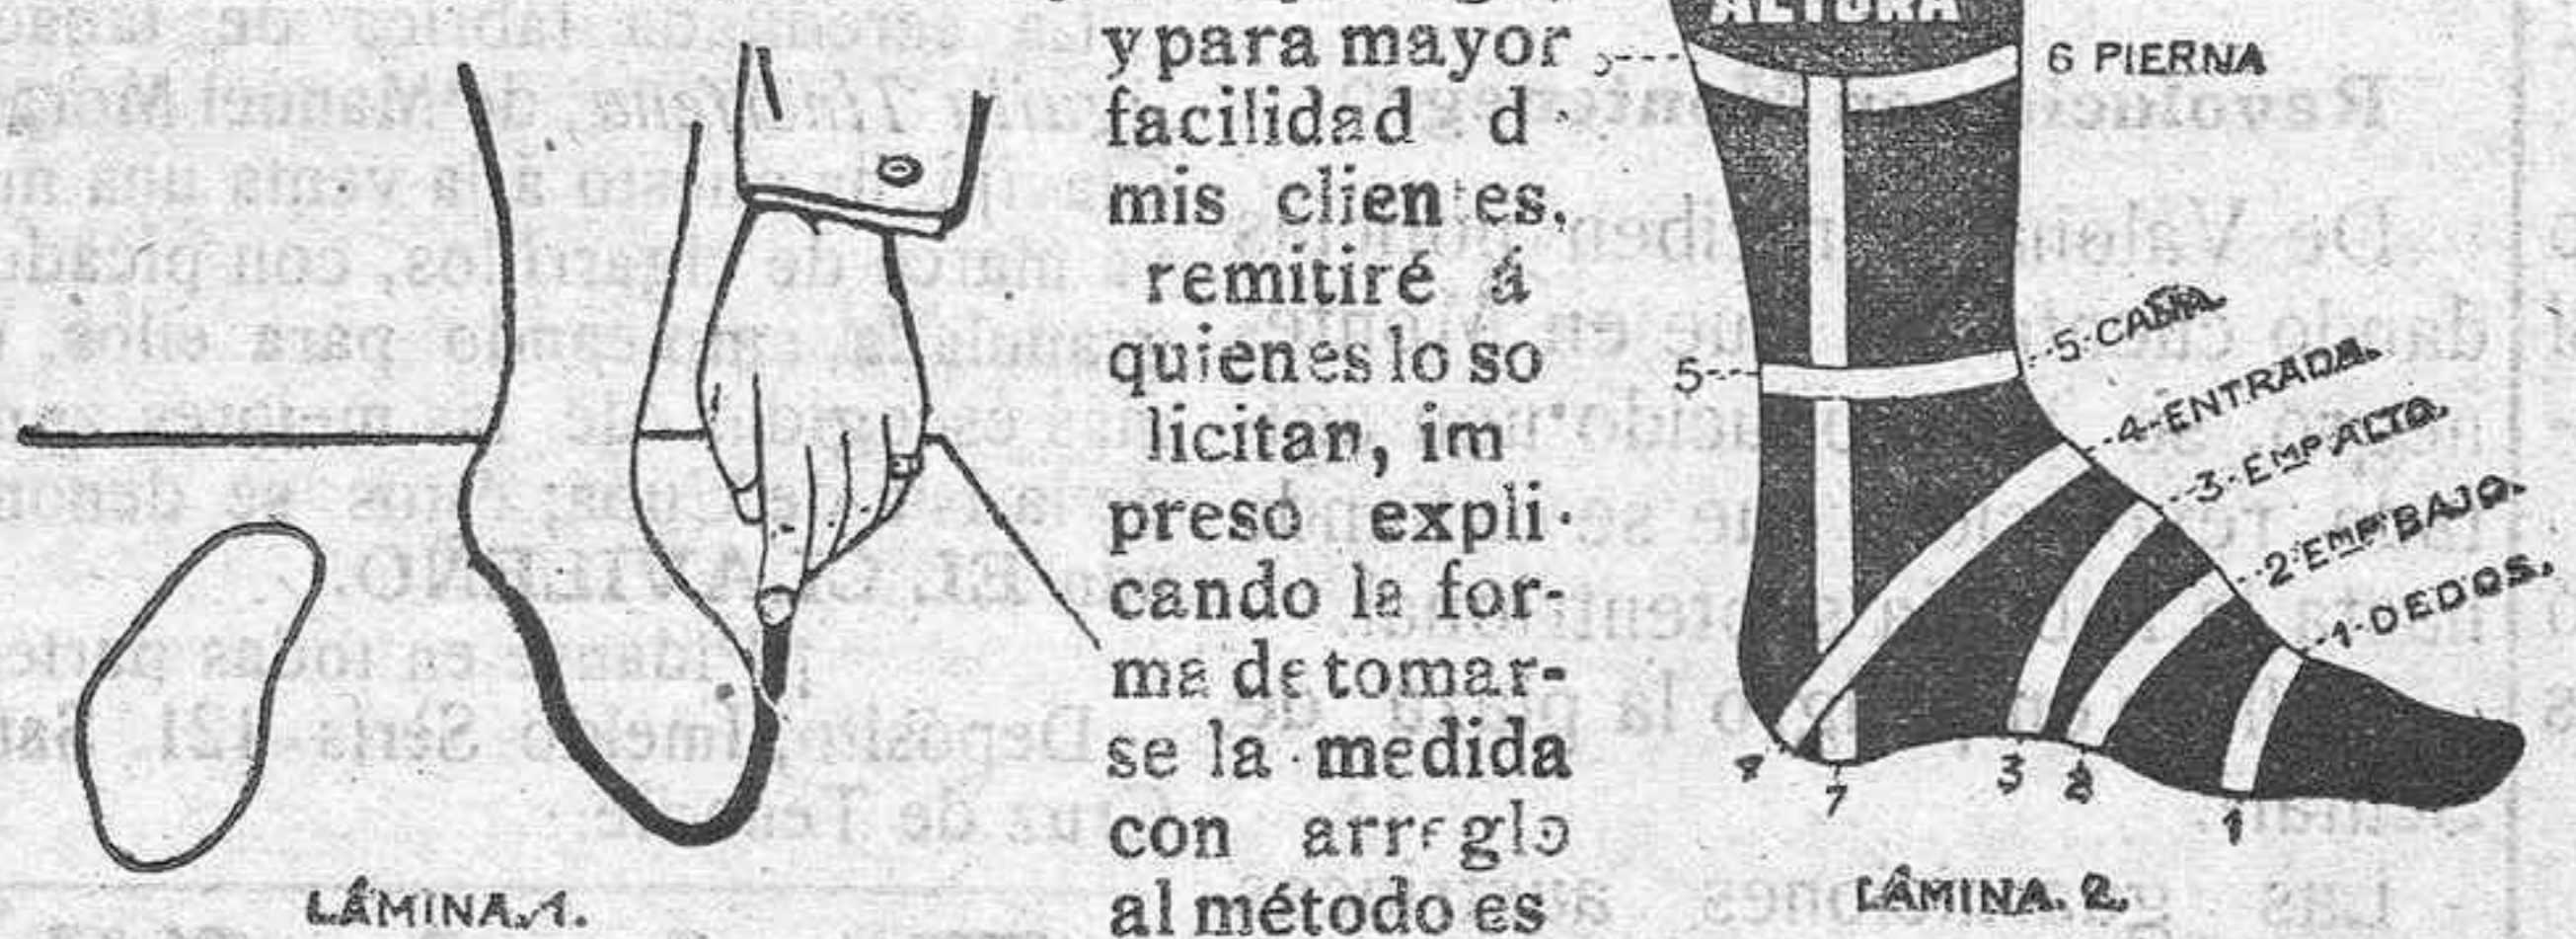 y para mayor
facilidad d
mis clientes,
remitiré á
quienes lo so
licitan, im
preso expli-
cando la for-
ma de tomar-
se la medida
con arreglo
al método es
LÁMINA. 1.
ALTURA
6 PIERNA
5
5-CAÑA.
4-ENTRADA.
3-EMP ALTO.
2-EMP BAJO.
1-DEDOS.
4 7 3 2 1
LÁMINA. 2.